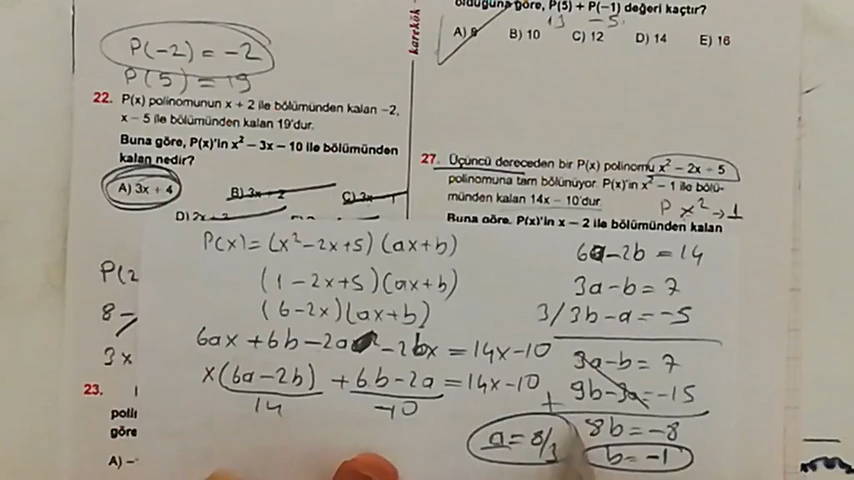 P(-2) = -2
P(5) = 19
22. P(x) polinomunun x + 2 ile bölümünden kalan -2,
x - 5 ile bölümünden kalan 19'dur.
Buna göre, P(x)'in x² - 3x - 10 ile bölümünden
kalan nedir?
A) 3x + 4
B) 3x + 2
D) 2x + 3
P(2
8 -
3x
23.
poli
göre
A) -
karekök
olduğuna göre, P(5) + P(-1) değeri kaçtır?
13 -5
A) 8 B) 10 C) 12 D) 14 E) 16
27. Üçüncü dereceden bir P(x) polinomu x² - 2x + 5
polinomuna tam bölünüyor. P(x)'in x² - 1 ile bölü-
münden kalan 14x - 10'dur.
P x² → 1
Buna göre, P(x)'in x - 2 ile bölümünden kalan
P(x) = (x² - 2x + 5) (ax + b)
(1 - 2x + 5) (ax + b)
(6 - 2x) (ax + b)
6ax + 6b - 2a - 2bx = 14x - 10
x(6a - 2b) + 6b - 2a = 14x - 10
14 -10
6a - 2b = 14
3a - b = 7
3/ 3b - a = -5
3a - b = 7
+ 9b - 3a = -15
8b = -8
b = -1
a = 8/3